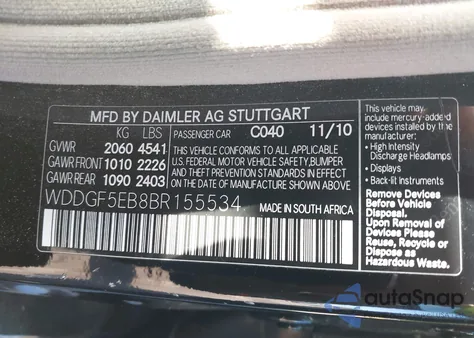 MFD BY DAIMLER AG STUTTGART
KG LBS PASSENGER CAR C040 11/10
GVWR 2060 4541
GAWR FRONT 1010 2226
GAWR REAR 1090 2403
THIS VEHICLE CONFORMS TO ALL APPLICABLE
U.S. FEDERAL MOTOR VEHICLE SAFETY,BUMPER
AND THEFT PREVENTION STANDARDS IN EFFECT
ON THE DATE OF MANUFACTURE SHOWN ABOVE.
WDDGF5EB8BR155534 MADE IN SOUTH AFRICA
This vehicle may
include mercury-added
devices installed by the
manufacturer:
• High Intensity
Discharge Headlamps
• Displays
• Back-lit Instruments
Remove Devices
Before Vehicle
Disposal.
Upon Removal of
Devices Please
Reuse, Recycle or
Dispose as
Hazardous Waste.
autoSnap